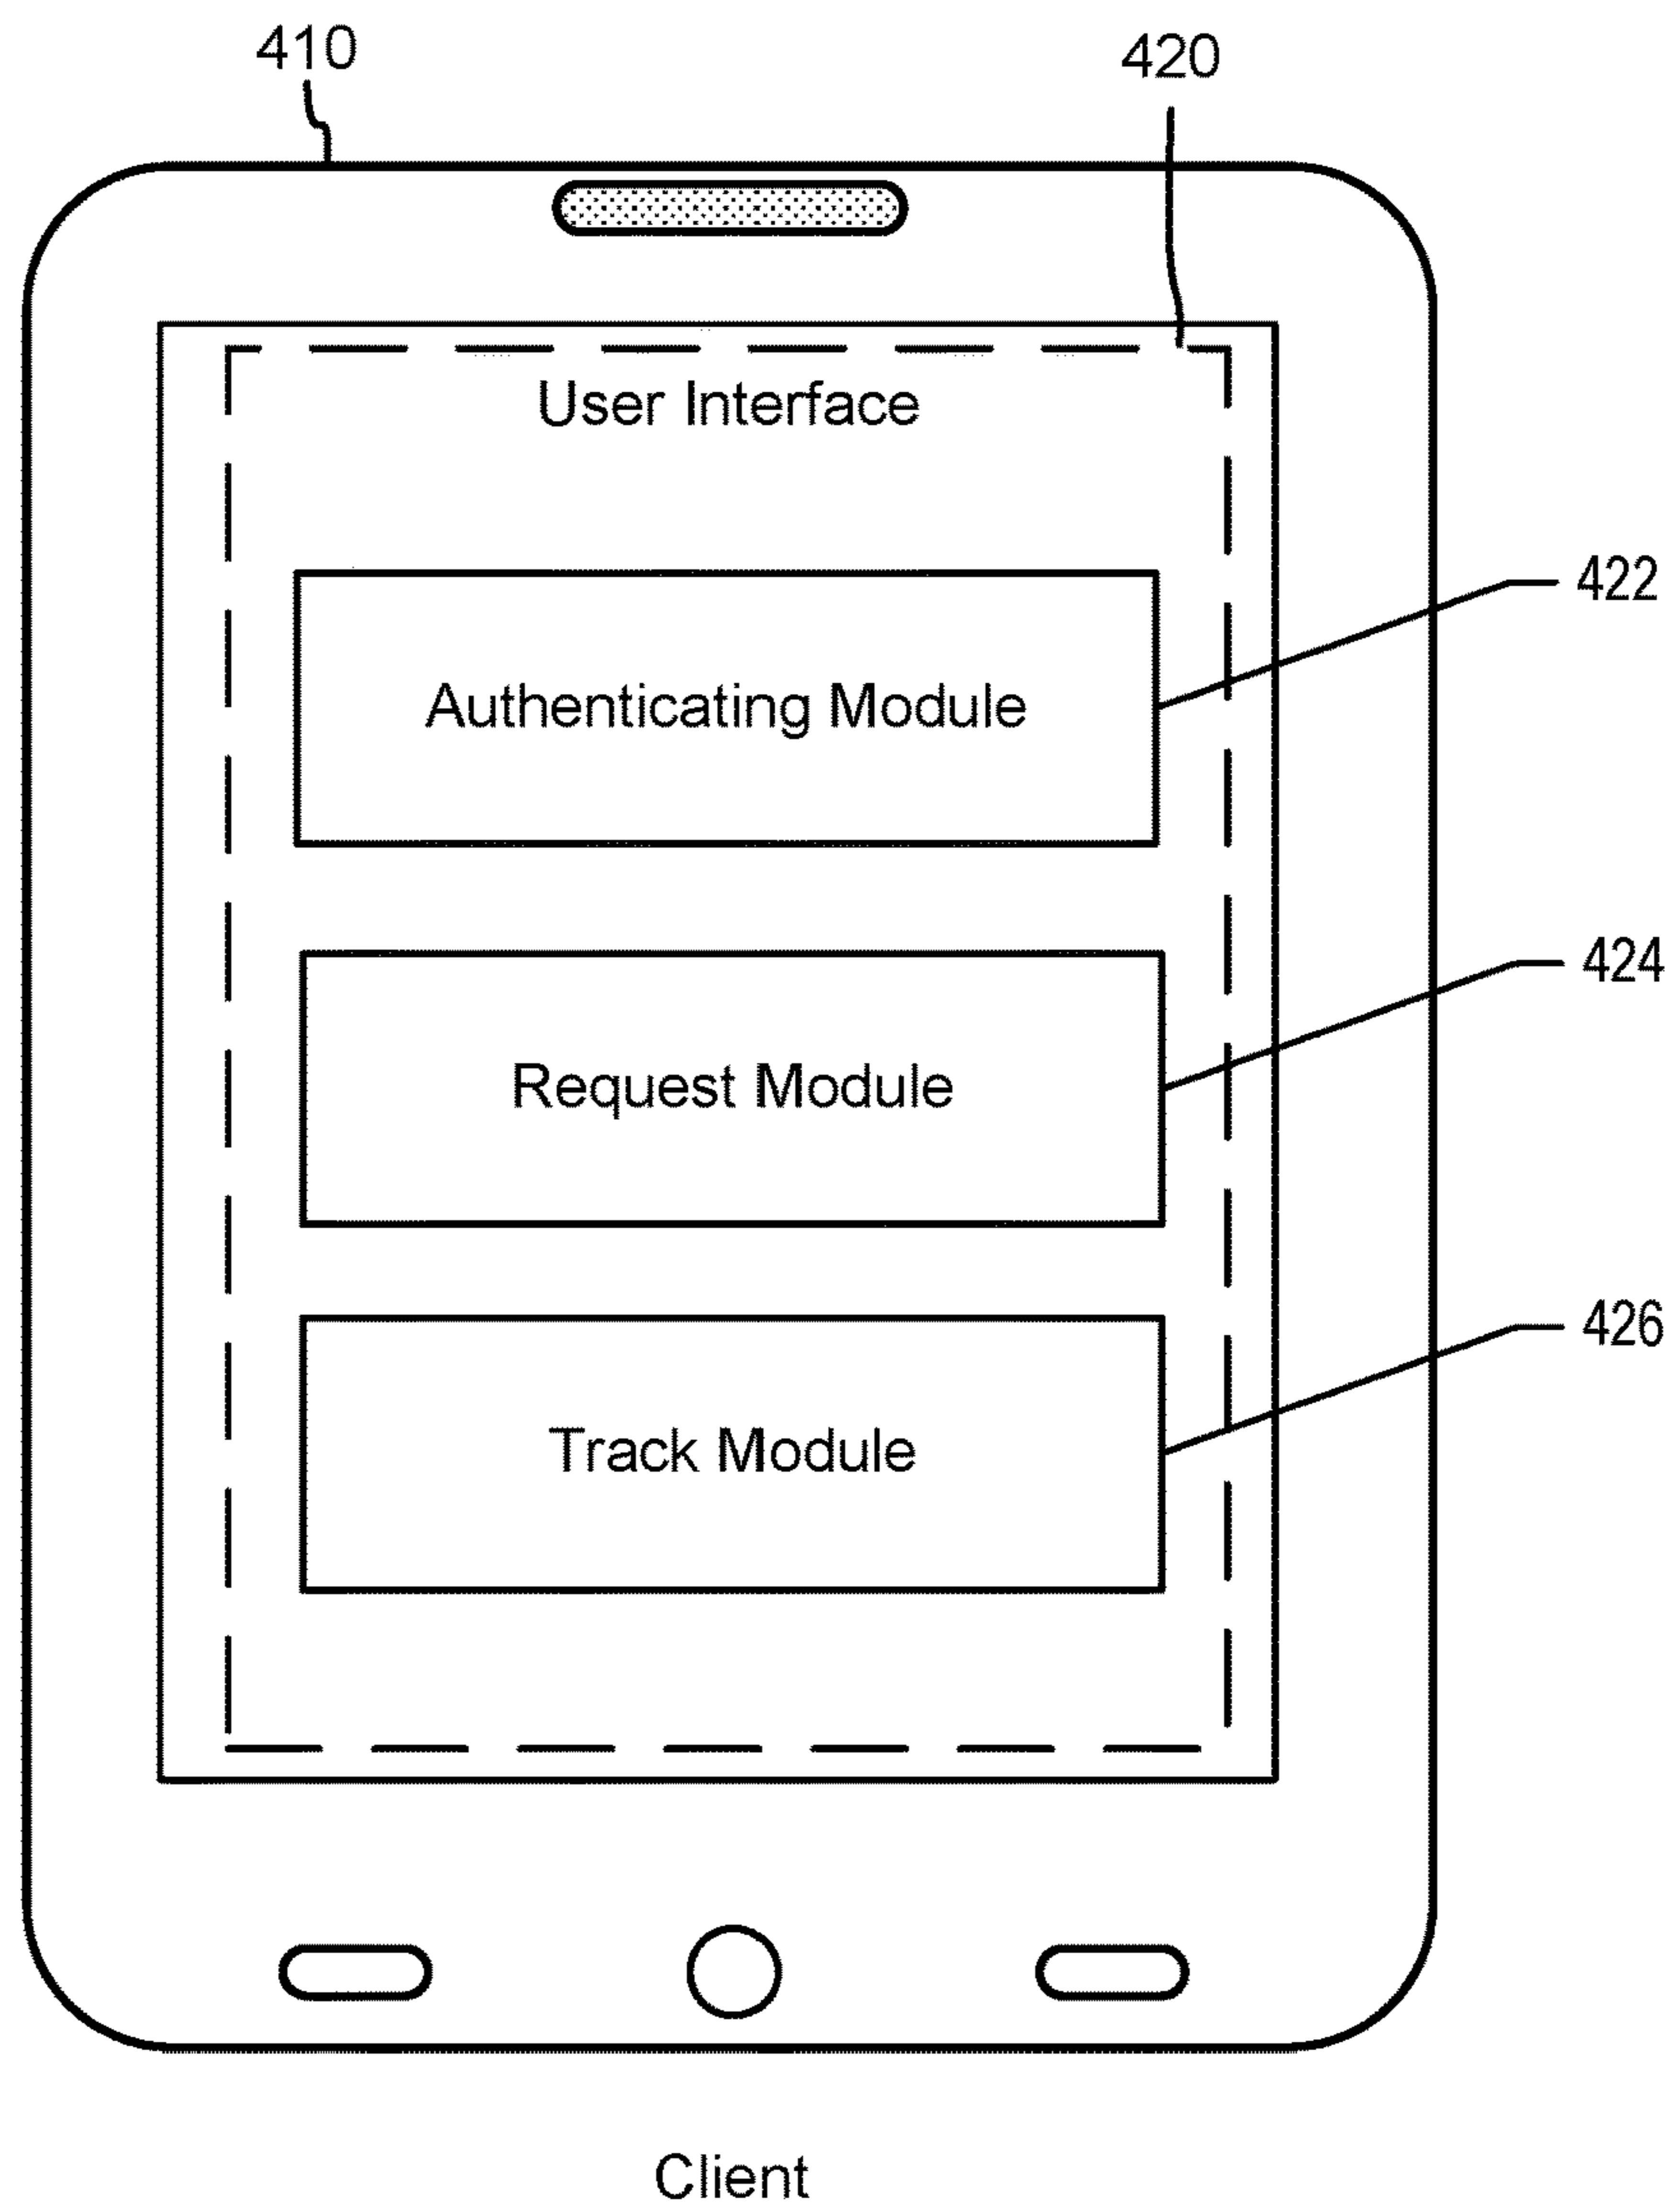 410
420
User Interface
422
Authenticating Module
424
Request Module
426
Track Module
Client